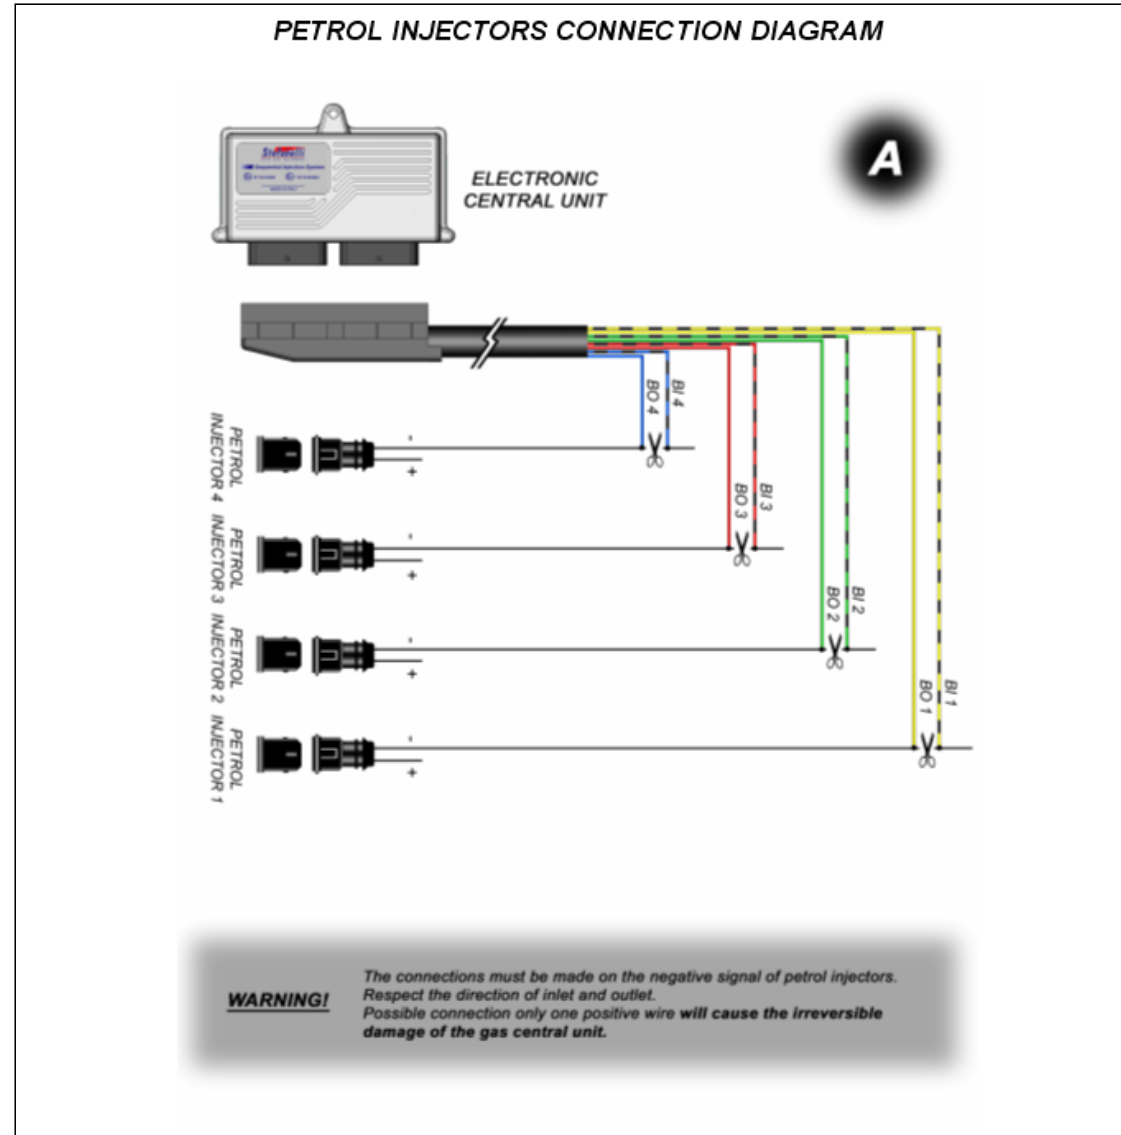 PETROL INJECTORS CONNECTION DIAGRAM
A
Sequential Injection System
ELECTRONIC
CENTRAL UNIT
BO 4
BI 4
PETROL
INJECTOR 4
-
+
BO 3
BI 3
PETROL
INJECTOR 3
-
+
BO 2
BI 2
PETROL
INJECTOR 2
-
+
BO 1
BI 1
PETROL
INJECTOR 1
-
+
WARNING!
The connections must be made on the negative signal of petrol injectors.
Respect the direction of inlet and outlet.
Possible connection only one positive wire will cause the irreversible
damage of the gas central unit.